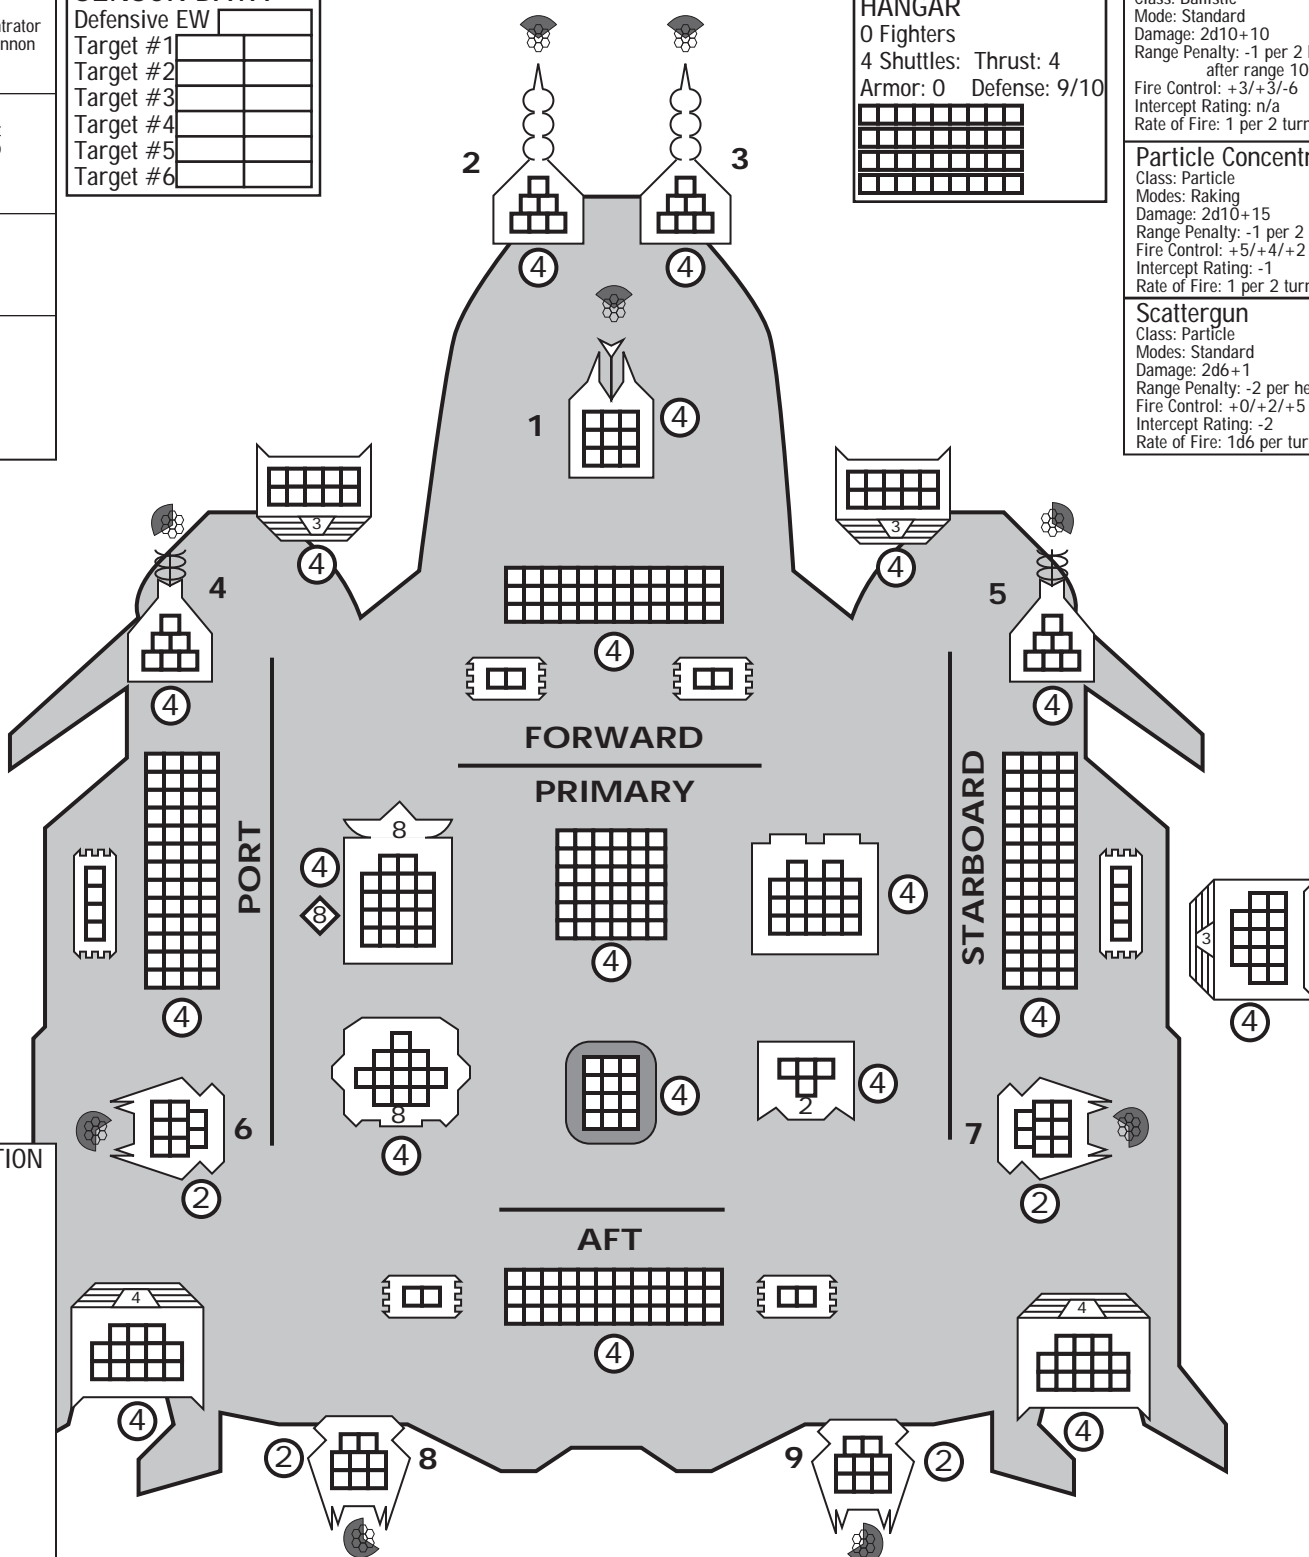 Defensive EW
Target #1
Target #2
Target #3
Target #4
Target #5
Target #6
HANGAR
0 Fighters
4 Shuttles: Thrust: 4
Armor: 0 Defense: 9/10
Mode: Standard
Damage: 2d10+10
Range Penalty: -1 per 2
after range 10
Fire Control: +3/+3/-6
Intercept Rating: n/a
Rate of Fire: 1 per 2 turn
Particle Concentr
Class: Particle
Modes: Raking
Damage: 2d10+15
Range Penalty: -1 per 2
Fire Control: +5/+4/+2
Intercept Rating: -1
Rate of Fire: 1 per 2 turn
Scattergun
Class: Particle
Modes: Standard
Damage: 2d6+1
Range Penalty: -2 per he
Fire Control: +0/+2/+5
Intercept Rating: -2
Rate of Fire: 1d6 per tur
trator
nnon
2
3
4
4
1
4
3
3
4
4
4
5
4
4
4
FORWARD
PRIMARY
PORT
STARBOARD
8
4
8
4
4
3
4
4
4
8
4
4
2
4
6
7
2
2
TION
AFT
4
4
4
4
4
2
8
9
2